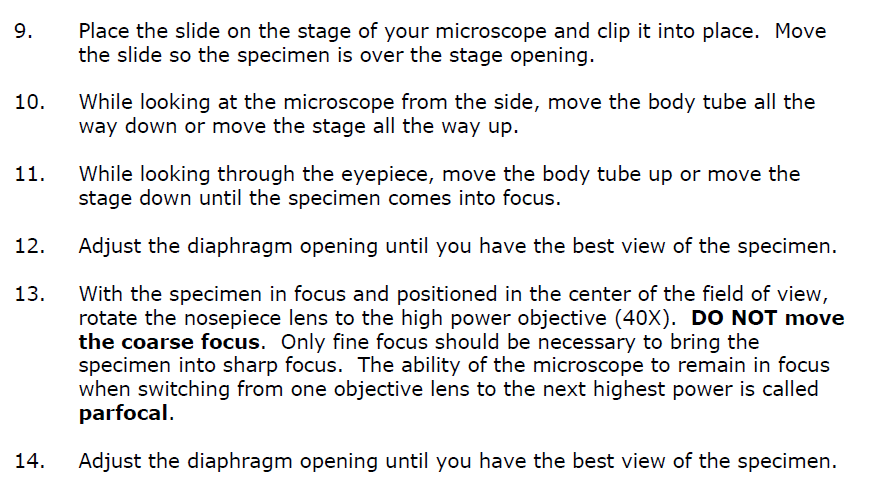 9. Place the slide on the stage of your microscope and clip it into place. Move
the slide so the specimen is over the stage opening.
10. While looking at the microscope from the side, move the body tube all the
way down or move the stage all the way up.
11. While looking through the eyepiece, move the body tube up or move the
stage down until the specimen comes into focus.
12. Adjust the diaphragm opening until you have the best view of the specimen.
13. With the specimen in focus and positioned in the center of the field of view,
rotate the nosepiece lens to the high power objective (40X). DO NOT move
the coarse focus. Only fine focus should be necessary to bring the
specimen into sharp focus. The ability of the microscope to remain in focus
when switching from one objective lens to the next highest power is called
parfocal.
14. Adjust the diaphragm opening until you have the best view of the specimen.